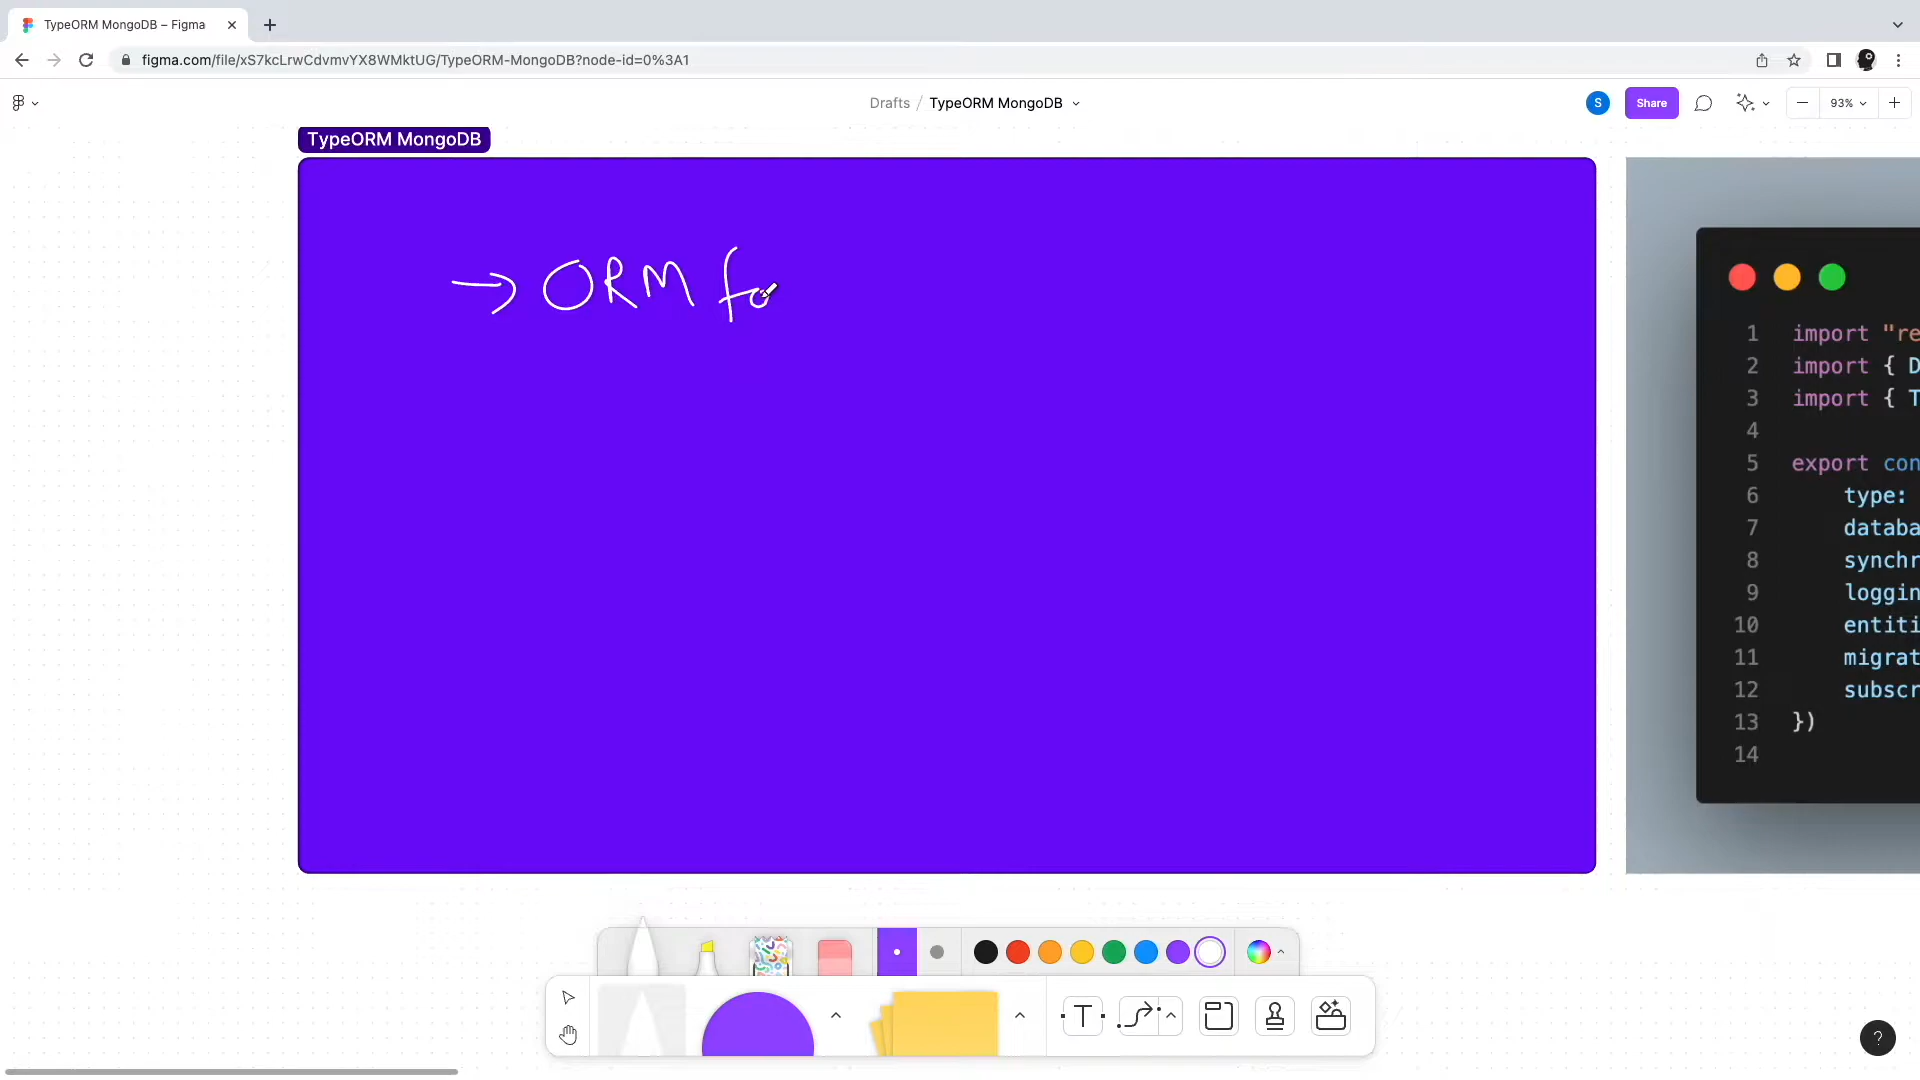 TypeORM MongoDB – Figma
figma.com/file/xS7kcLrwCdvmvYX8WMktUG/TypeORM-MongoDB?node-id=0%3A1
Drafts / TypeORM MongoDB
S
Share
93%
TypeORM MongoDB
→ ORM fo
1 import "re
2 import { D
3 import { T
4
5 export con
6 type:
7 databa
8 synchr
9 loggin
10 entiti
11 migrat
12 subscr
13 })
14
T
?